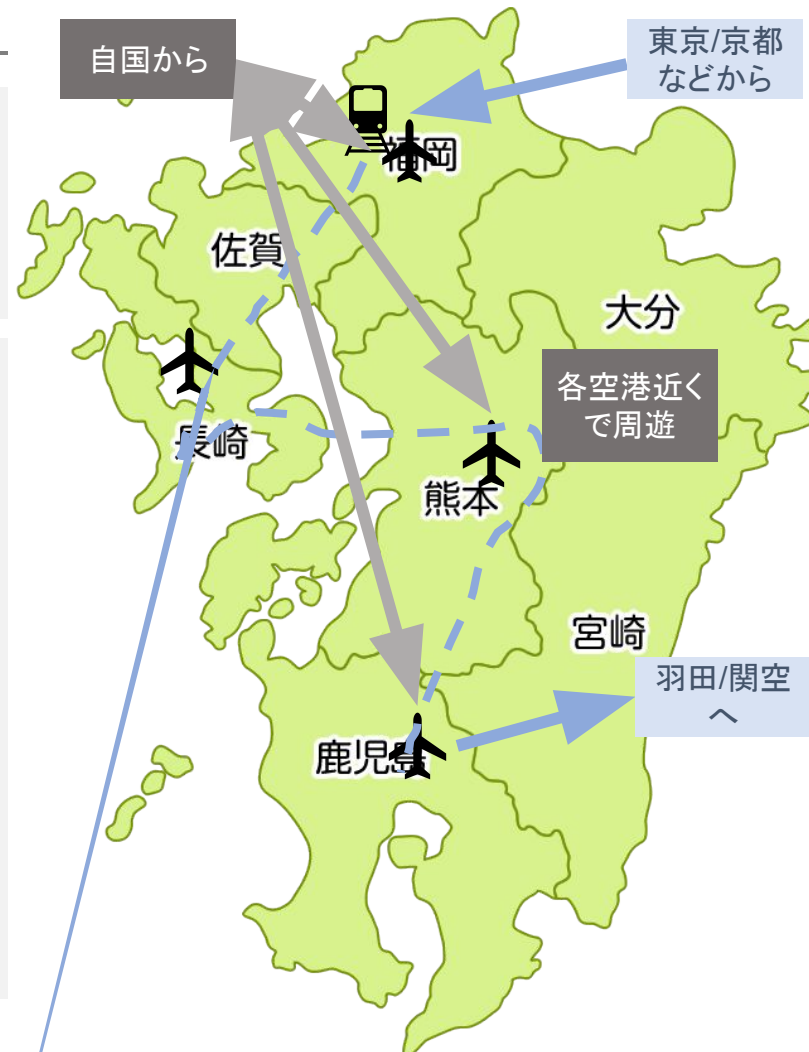 自国から
東京/京都
などから
福岡
佐賀
大分
各空港近く
で周遊
長崎
熊本
宮崎
羽田/関空
へ
鹿児島